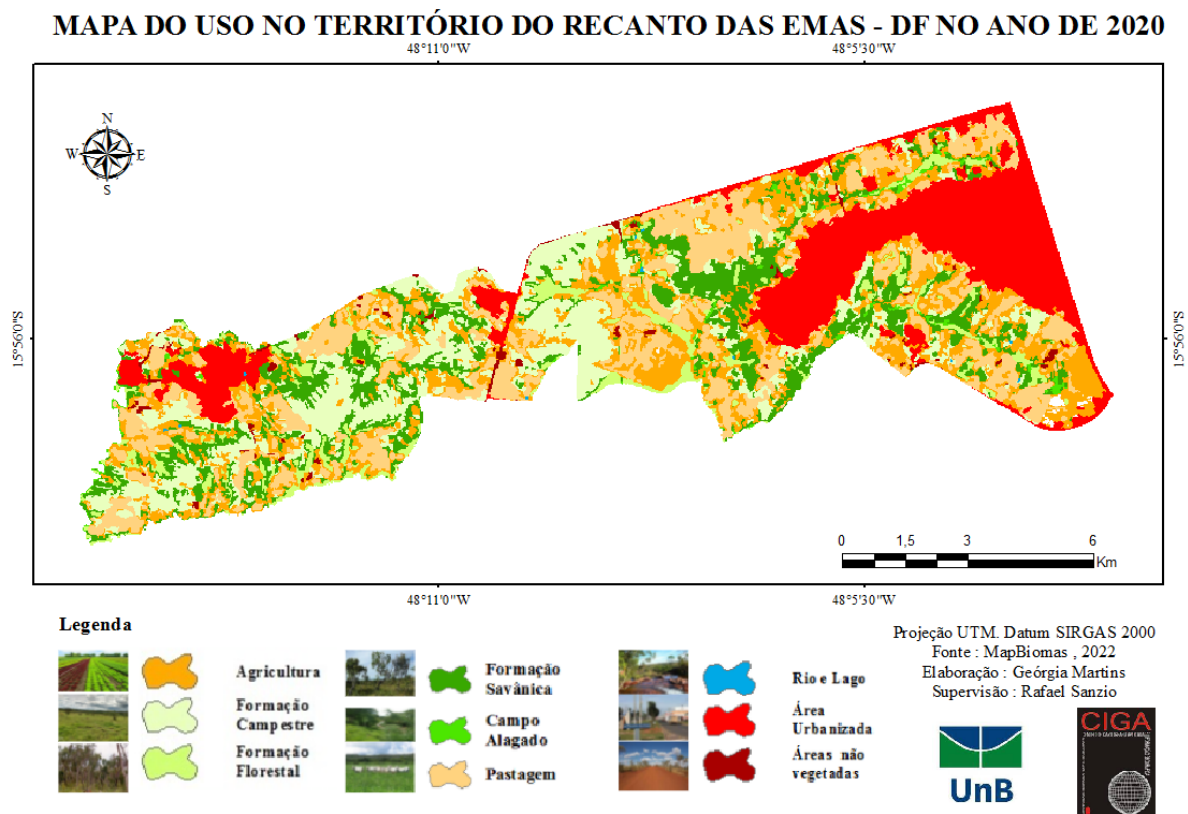 MAPA DO USO NO TERRITÓRIO DO RECANTO DAS EMAS - DF NO ANO DE 2020
48°11'0"W
48°5'30"W
N
W
E
S
15°56'0"S
15°56'0"S
0
1,5
3
6
Km
48°11'0"W
48°5'30"W
Legenda
Agricultura
Formação
Campestre
Formação
Florestal
Formação
Savânica
Campo
Alagado
Pastagem
Rio e Lago
Área
Urbanizada
Áreas não
vegetadas
Projeção UTM. Datum SIRGAS 2000
Fonte : MapBiomas , 2022
Elaboração : Geórgia Martins
Supervisão : Rafael Sanzio
UnB
CIGA